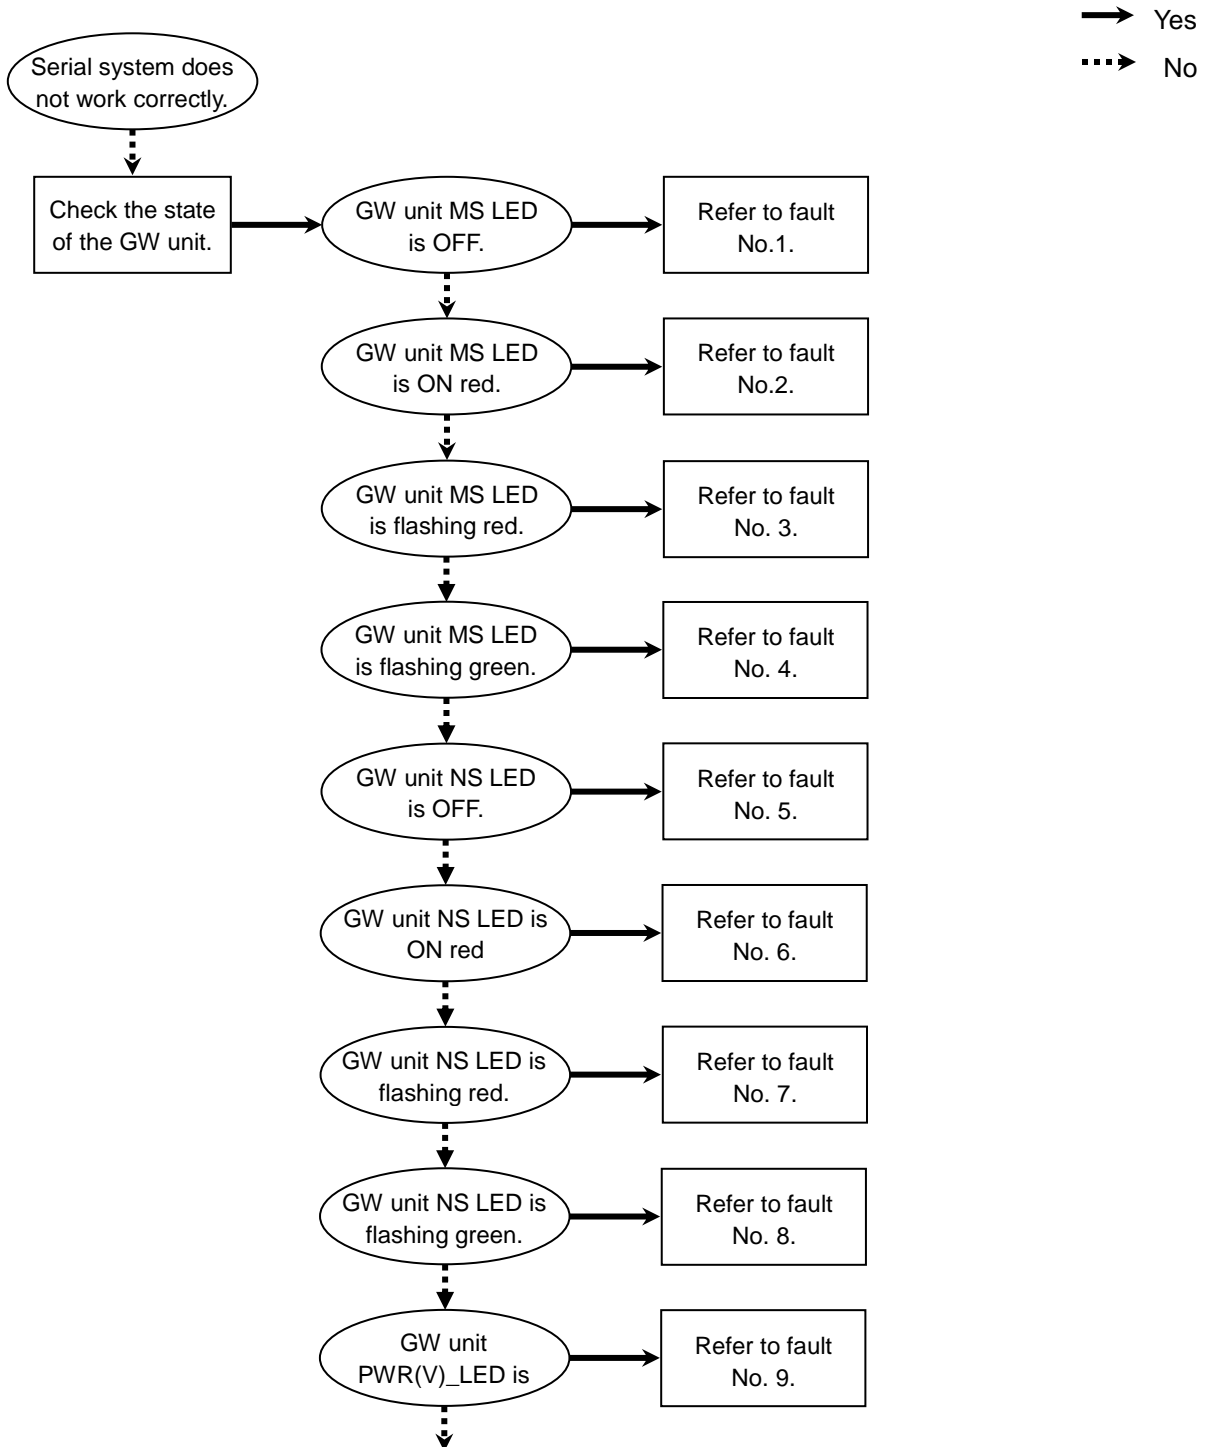 Yes
No
Serial system does
not work correctly.
Check the state
of the GW unit.
GW unit MS LED
is OFF.
Refer to fault
No.1.
GW unit MS LED
is ON red.
Refer to fault
No.2.
GW unit MS LED
is flashing red.
Refer to fault
No. 3.
GW unit MS LED
is flashing green.
Refer to fault
No. 4.
GW unit NS LED
is OFF.
Refer to fault
No. 5.
GW unit NS LED is
ON red
Refer to fault
No. 6.
GW unit NS LED is
flashing red.
Refer to fault
No. 7.
GW unit NS LED is
flashing green.
Refer to fault
No. 8.
GW unit
PWR(V)_LED is
Refer to fault
No. 9.